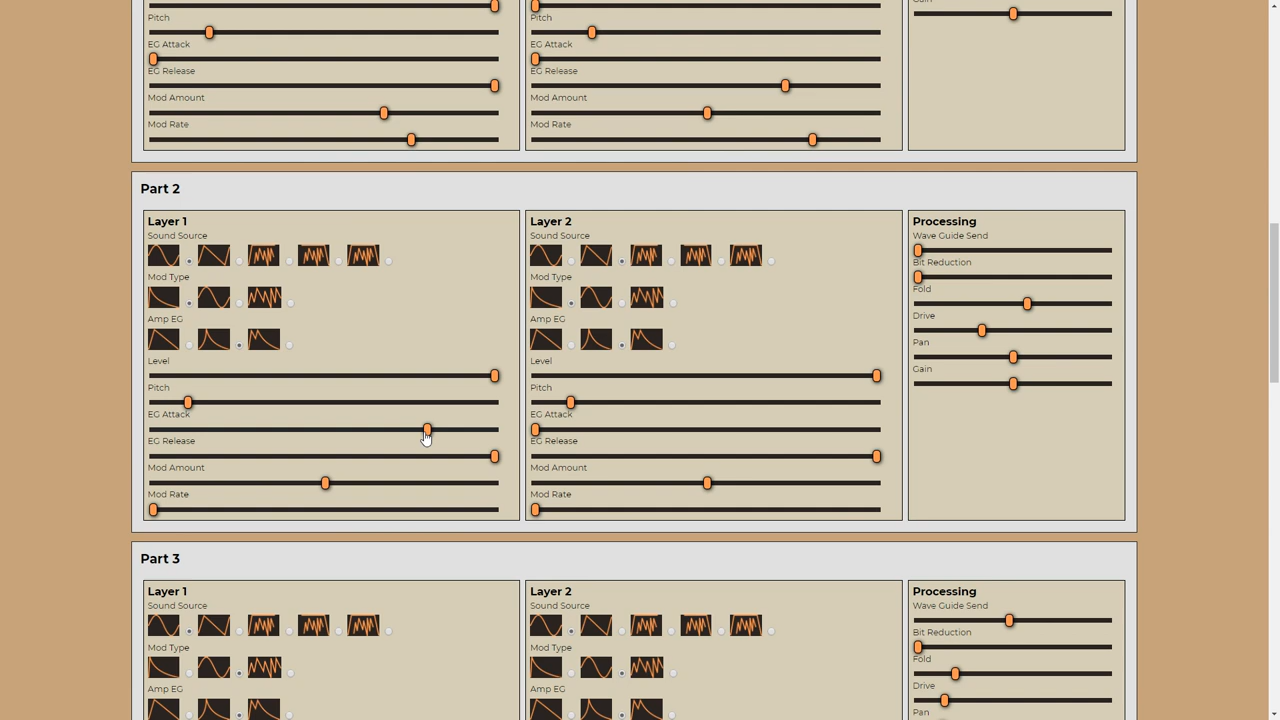 Pitch
EG Attack
EG Release
Mod Amount
Mod Rate
Pitch
EG Attack
EG Release
Mod Amount
Mod Rate
Gain
Part 2
Layer 1
Sound Source
Mod Type
Amp EG
Level
Pitch
EG Attack
EG Release
Mod Amount
Mod Rate
Layer 2
Sound Source
Mod Type
Amp EG
Level
Pitch
EG Attack
EG Release
Mod Amount
Mod Rate
Processing
Wave Guide Send
Bit Reduction
Fold
Drive
Pan
Gain
Part 3
Layer 1
Sound Source
Mod Type
Amp EG
Layer 2
Sound Source
Mod Type
Amp EG
Processing
Wave Guide Send
Bit Reduction
Fold
Drive
Pan